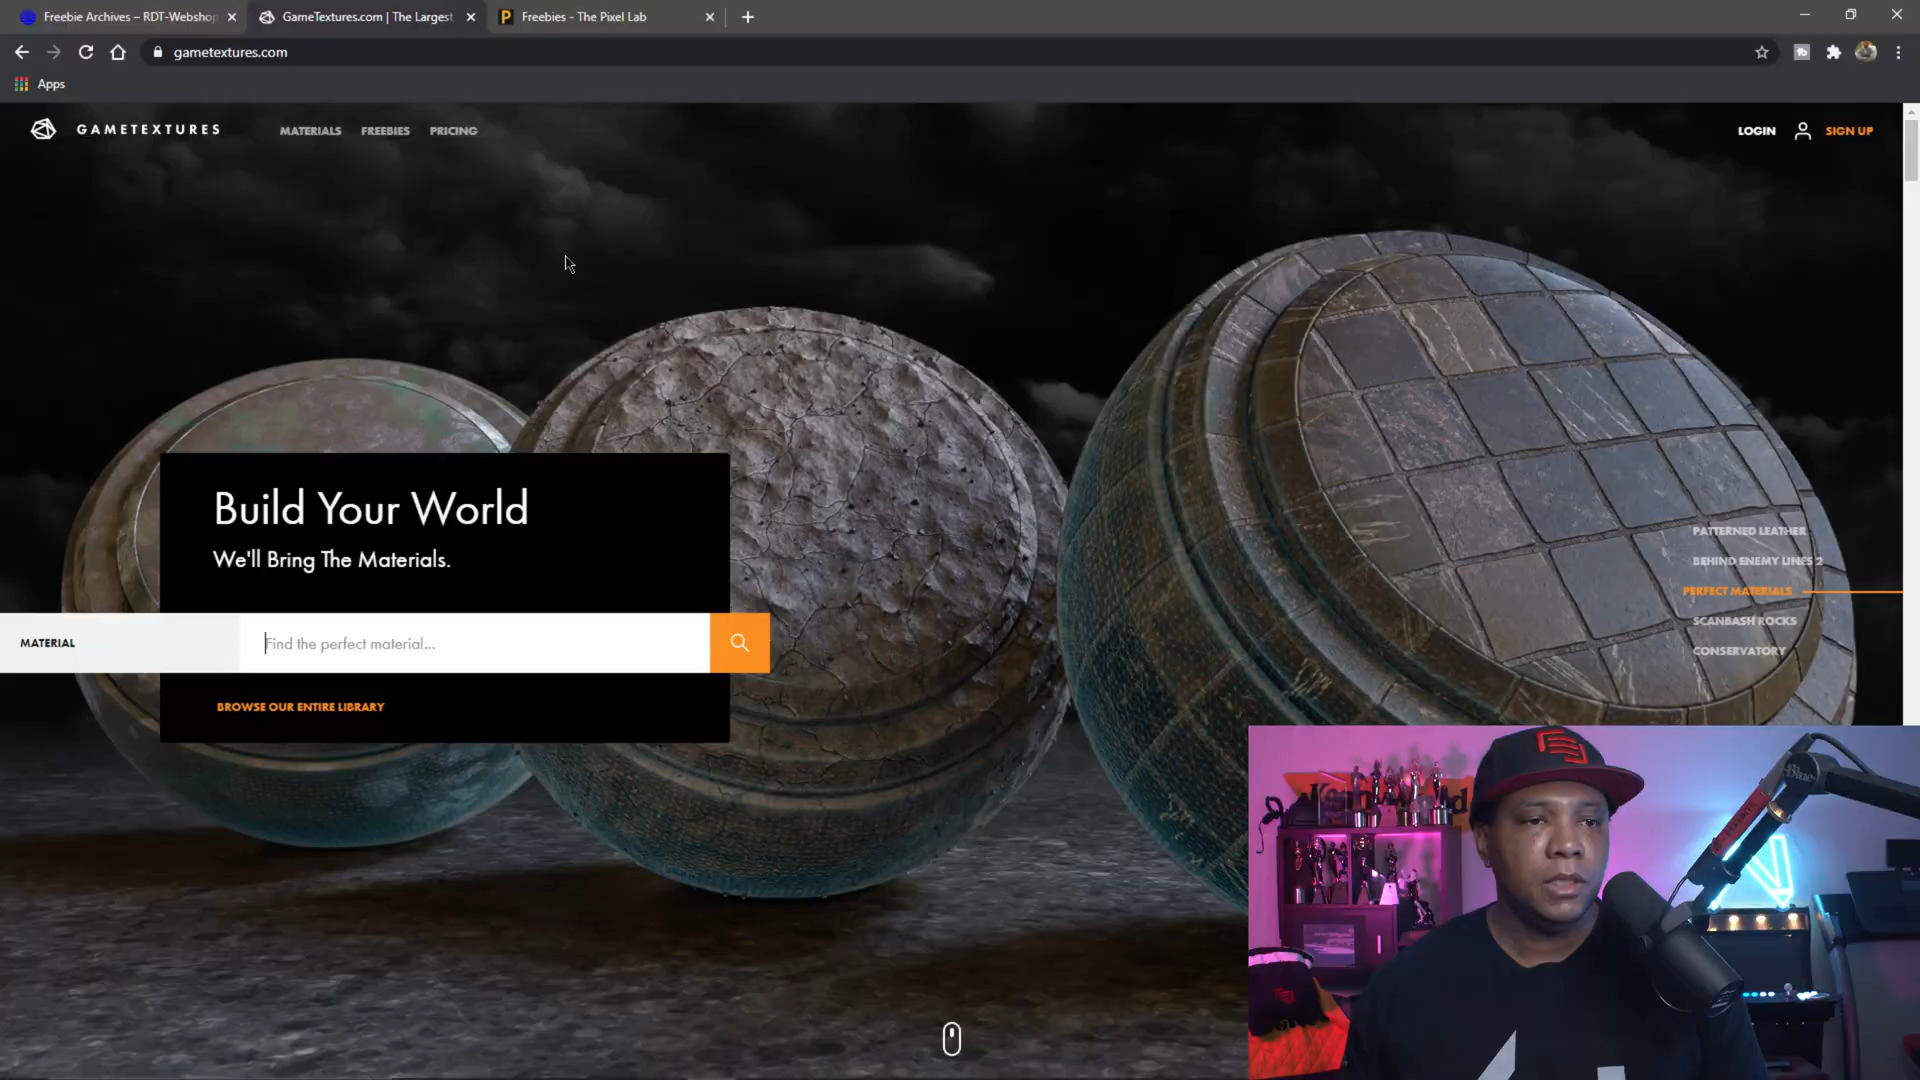 Freebie Archives – RDT-Webshop
GameTextures.com | The Largest
Freebies - The Pixel Lab
gametextures.com
Apps
GAMETEXTURES
MATERIALS FREEBIES PRICING
LOGIN SIGN UP
Build Your World
We'll Bring The Materials.
MATERIAL
Find the perfect material...
BROWSE OUR ENTIRE LIBRARY
PATTERNED LEATHER
BEHIND ENEMY LINES 2
PERFECT MATERIALS
SCANBASH ROCKS
CONSERVATORY